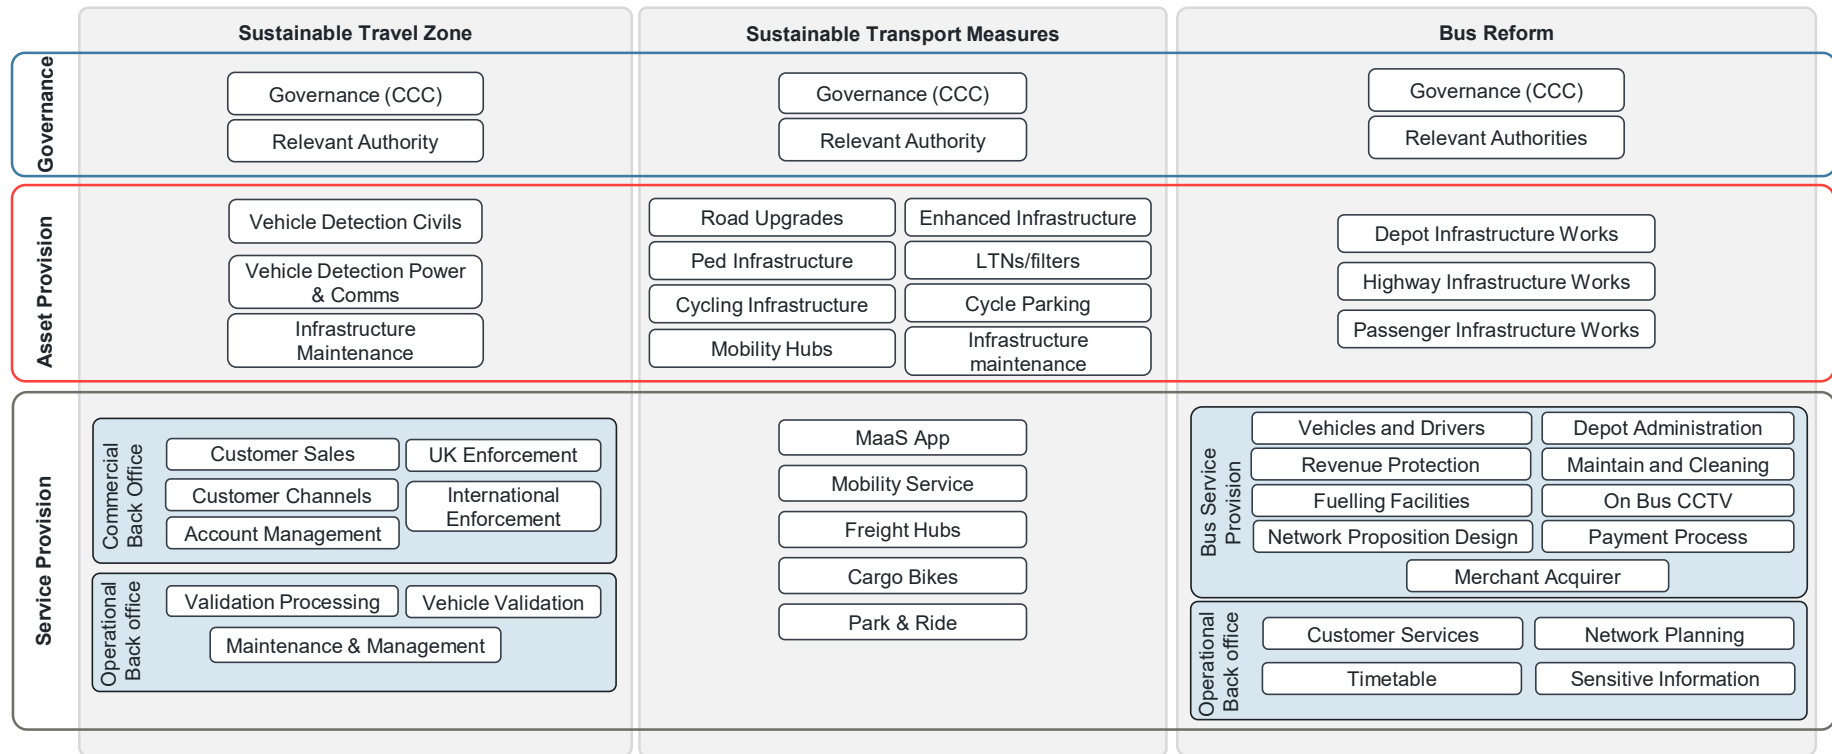 Sustainable Travel Zone
Sustainable Transport Measures
Bus Reform
Governance
Governance (CCC)
Relevant Authority
Governance (CCC)
Relevant Authority
Governance (CCC)
Relevant Authorities
Asset Provision
Vehicle Detection Civils
Vehicle Detection Power
& Comms
Infrastructure
Maintenance
Road Upgrades
Enhanced Infrastructure
Ped Infrastructure
LTNs/filters
Cycling Infrastructure
Cycle Parking
Mobility Hubs
Infrastructure
maintenance
Depot Infrastructure Works
Highway Infrastructure Works
Passenger Infrastructure Works
Service Provision
Commercial
Back Office
Customer Sales
UK Enforcement
Customer Channels
International
Enforcement
Account Management
Operational
Back office
Validation Processing
Vehicle Validation
Maintenance & Management
MaaS App
Mobility Service
Freight Hubs
Cargo Bikes
Park & Ride
Bus Service
Provision
Vehicles and Drivers
Depot Administration
Revenue Protection
Maintain and Cleaning
Fuelling Facilities
On Bus CCTV
Network Proposition Design
Payment Process
Merchant Acquirer
Operational
Back office
Customer Services
Network Planning
Timetable
Sensitive Information